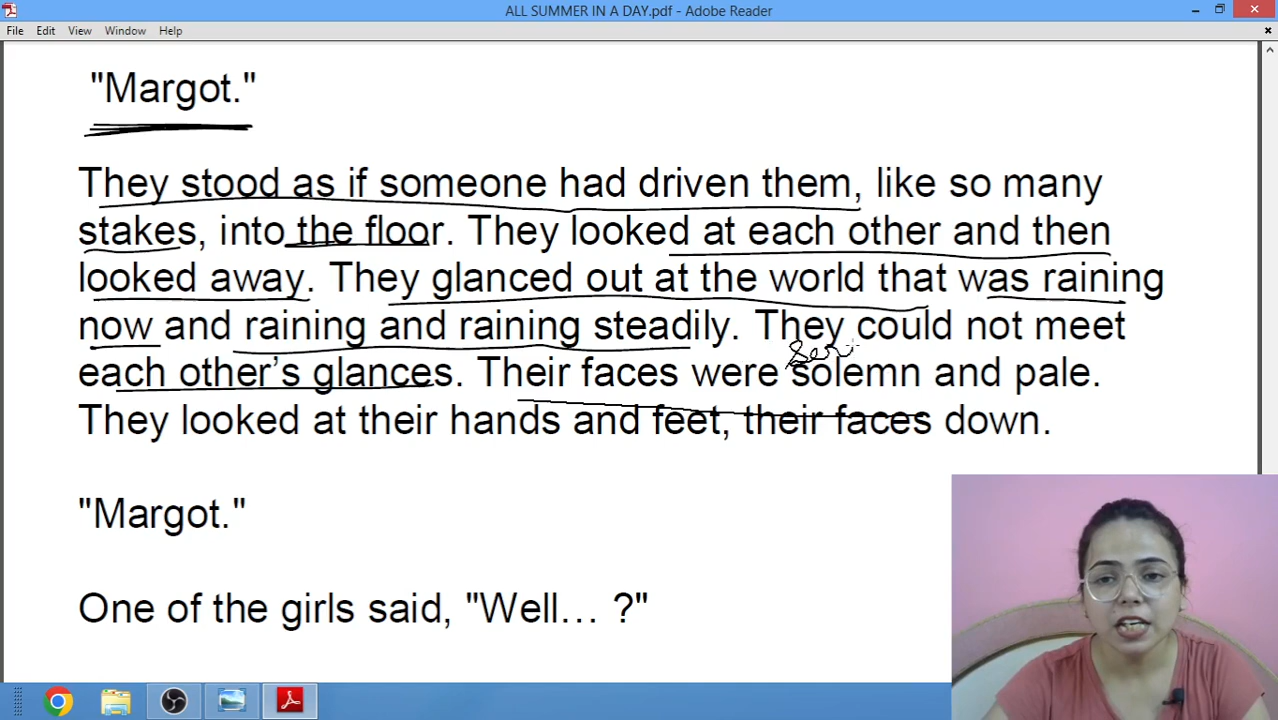 ALL SUMMER IN A DAY.pdf - Adobe Reader
File Edit View Window Help
"Margot."
They stood as if someone had driven them, like so many
stakes, into the floor. They looked at each other and then
looked away. They glanced out at the world that was raining
now and raining and raining steadily. They could not meet
each other's glances. Their faces were solemn and pale.
They looked at their hands and feet, their faces down.
"Margot."
One of the girls said, "Well… ?"